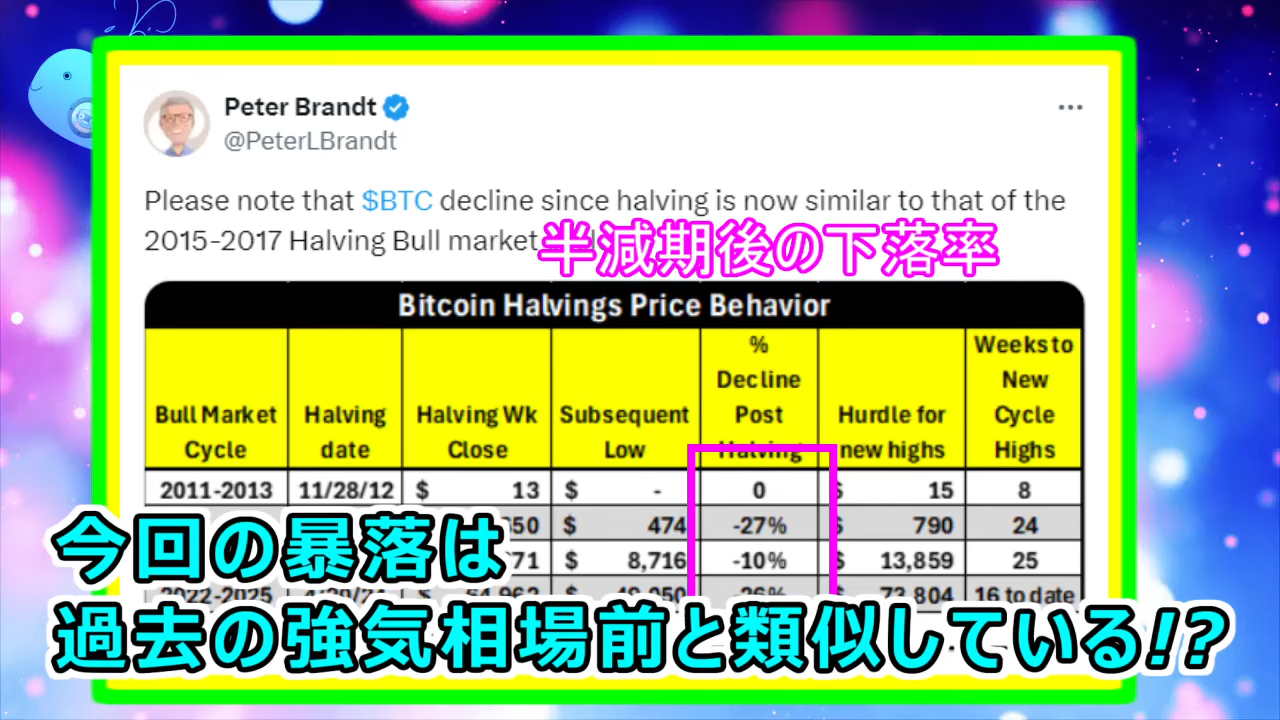 Peter Brandt
@PeterLBrandt
Please note that $BTC decline since halving is now similar to that of the
2015-2017 Halving Bull market
半減期後の下落率
Bitcoin Halvings Price Behavior
Bull Market Cycle Halving date Halving Wk Close Subsequent Low % Decline Post Halving Hurdle for new highs Weeks to New Cycle Highs
2011-2013 11/28/12 $ 13 $ - 0 $ 15 8
$ 474 -27% $ 790 24
$ 8,716 -10% $ 13,859 25
2022-2025 -26% 73,804 16 to date
今回の暴落は
過去の強気相場前と類似している!?